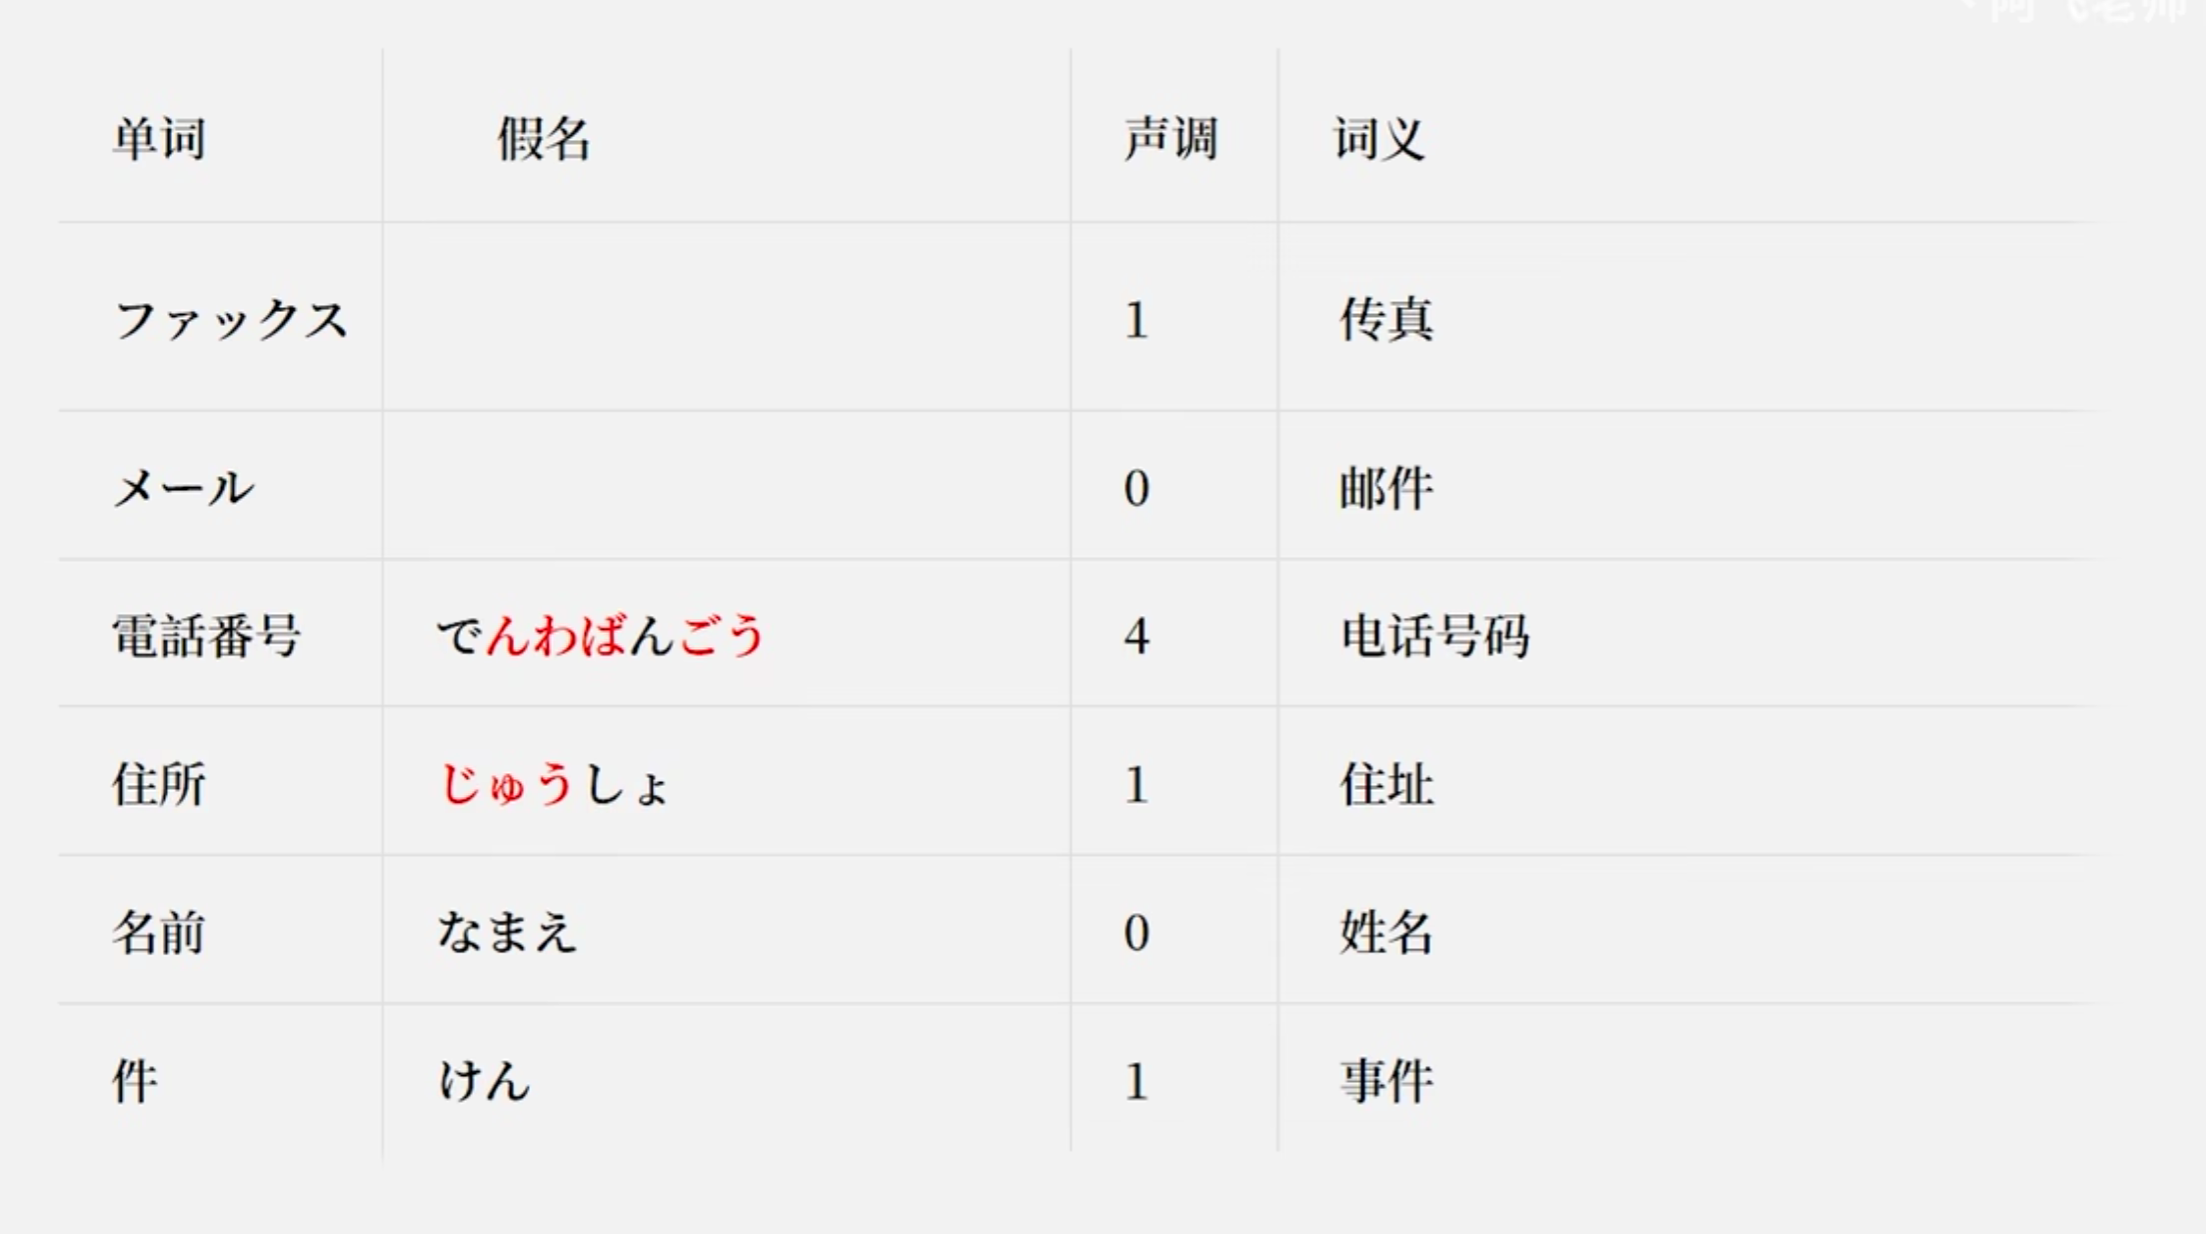 单词 假名 声调 词义
ファックス 1 传真
メール 0 邮件
電話番号 でんわばんごう 4 电话号码
住所 じゅうしょ 1 住址
名前 なまえ 0 姓名
件 けん 1 事件